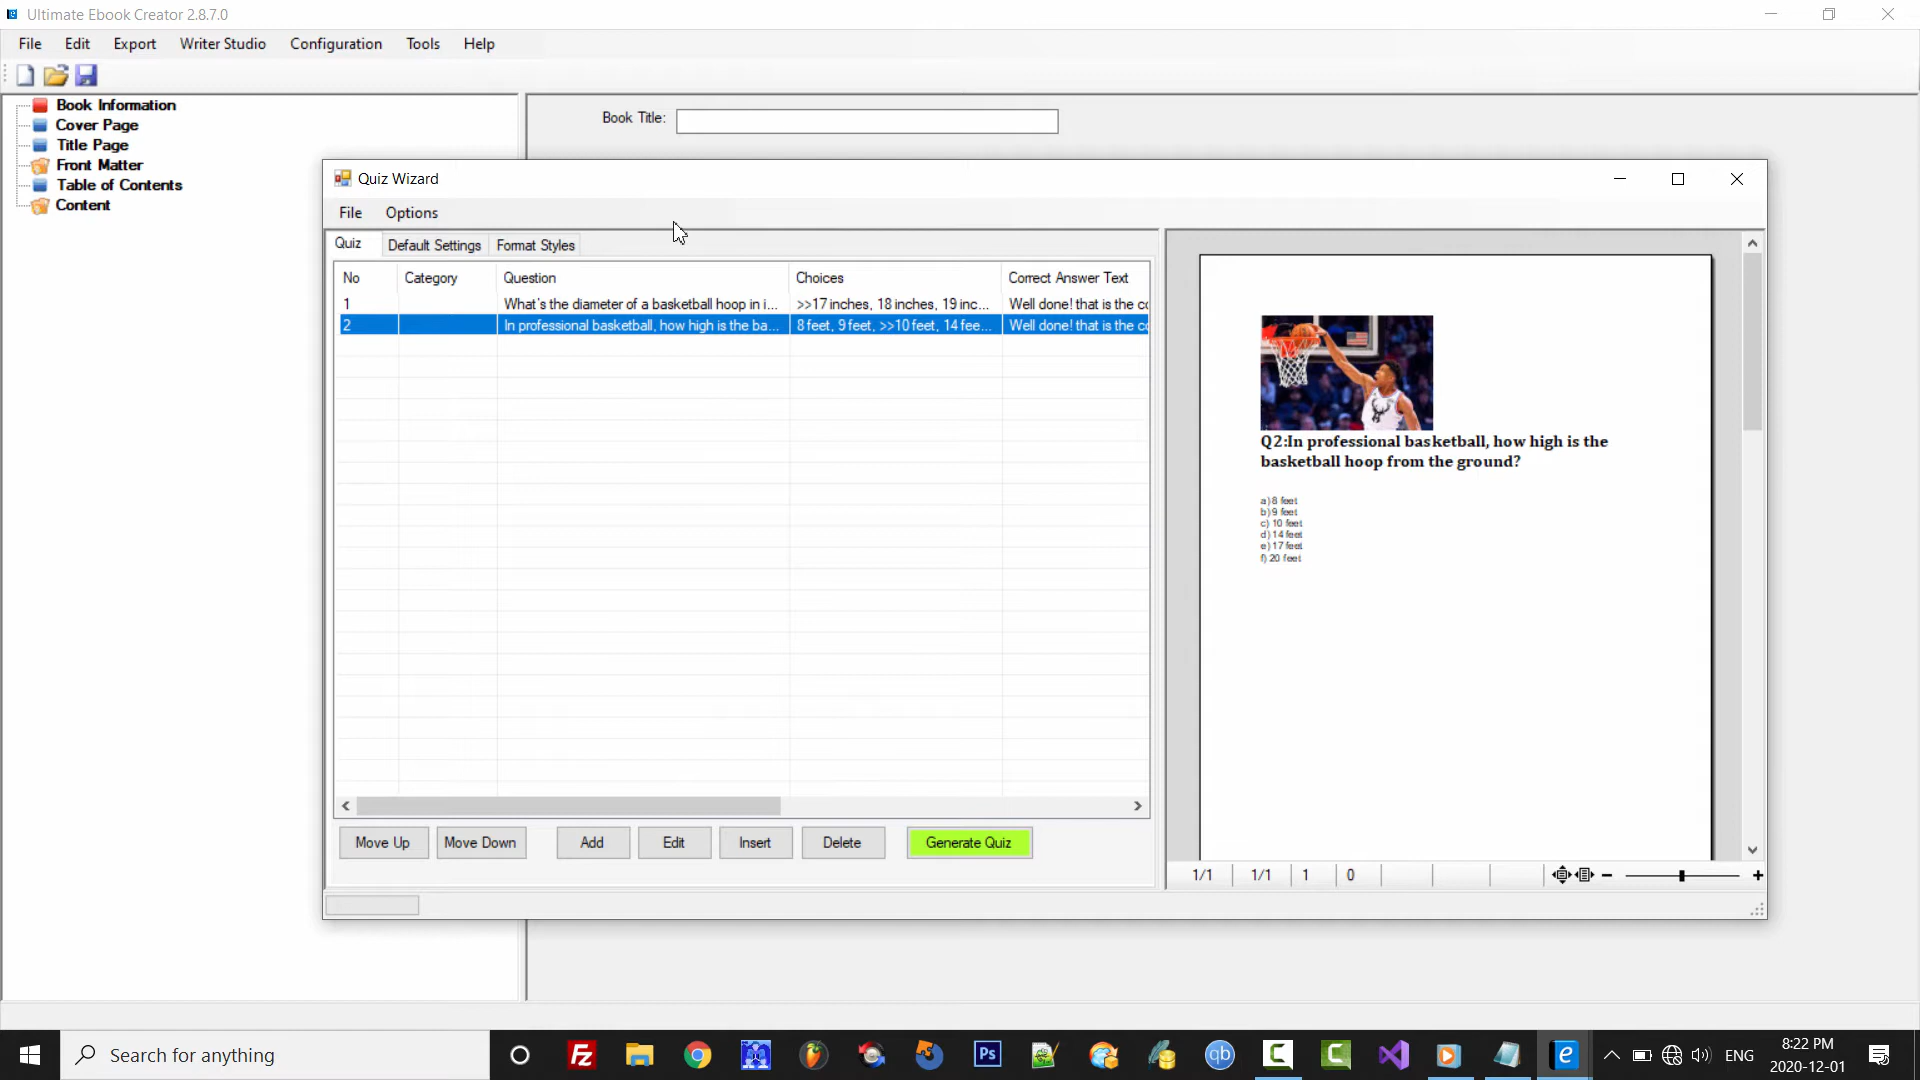 Ultimate Ebook Creator 2.8.7.0
File Edit Export Writer Studio Configuration Tools Help
Book Information
Cover Page
Title Page
Front Matter
Table of Contents
Content
Book Title:
Quiz Wizard
File Options
Quiz Default Settings Format Styles
No Category Question Choices Correct Answer Text
1 What's the diameter of a basketball hoop in i... >>17 inches, 18 inches, 19 inc... Well done! that is the co
2 In professional basketball, how high is the ba... 8 feet, 9 feet, >>10 feet, 14 fee... Well done! that is the co
Move Up Move Down Add Edit Insert Delete Generate Quiz
Q2:In professional basketball, how high is the
basketball hoop from the ground?
a) 8 feet
b) 9 feet
c) 10 feet
d) 14 feet
e) 17 feet
f) 20 feet
1/1 1/1 1 0
Search for anything
Fz
Ps
qb
ENG
8:22 PM
2020-12-01